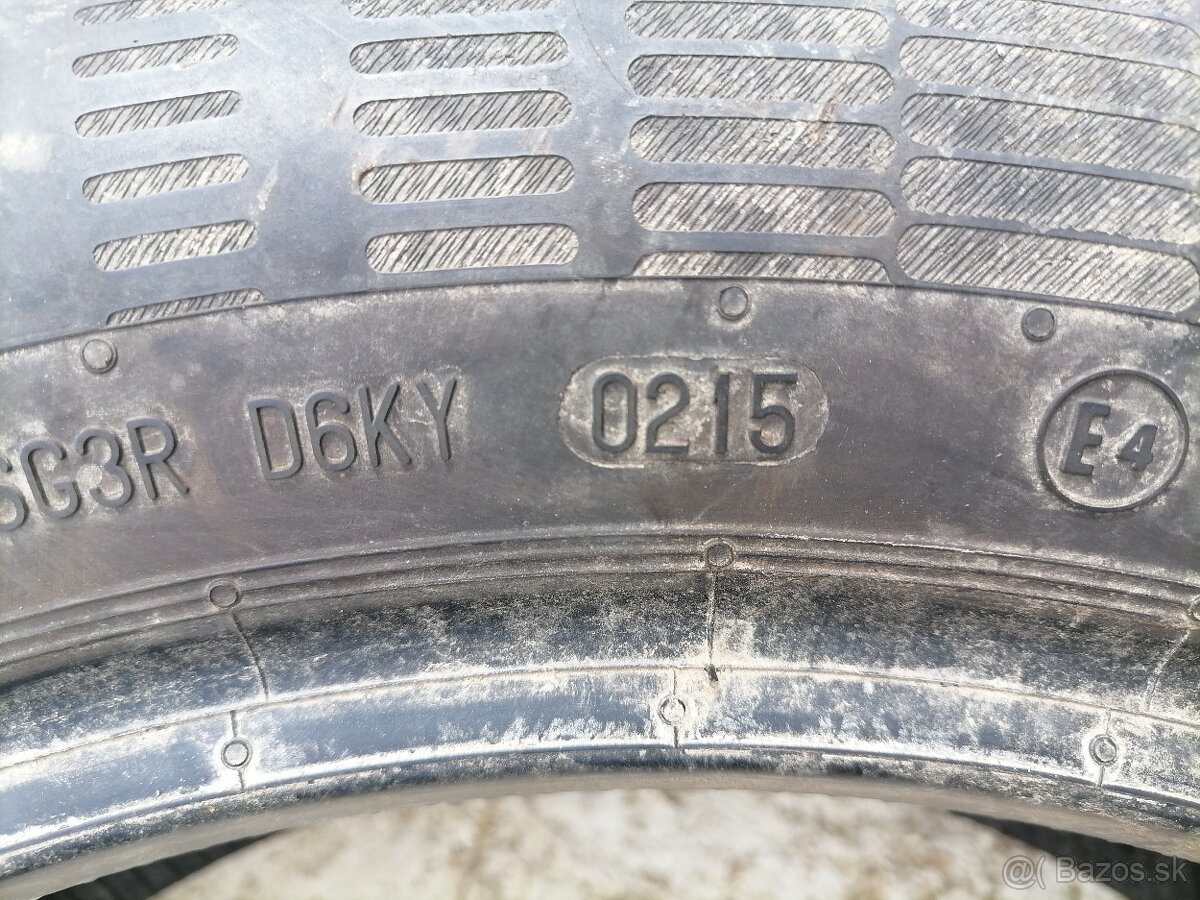 SG3R D6KY 0215 E4
@( Bazos.sk